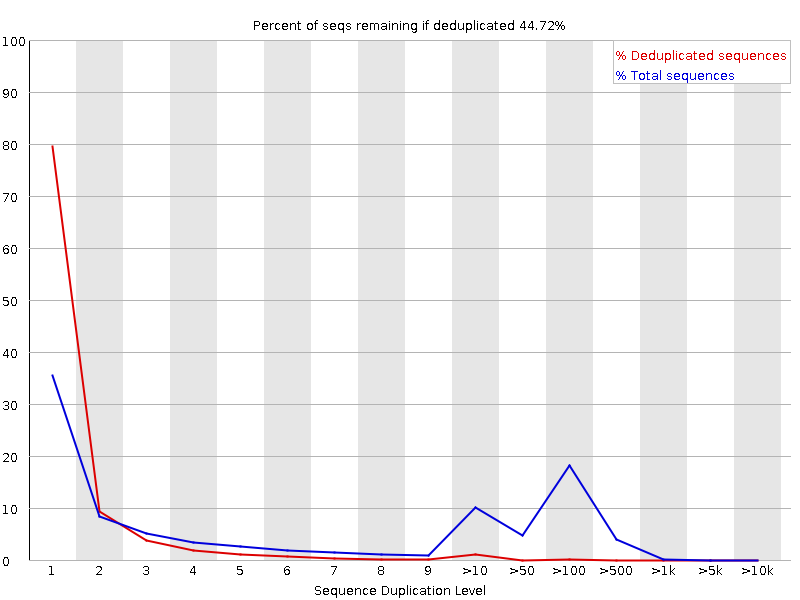 Percent of seqs remaining if deduplicated 44.72%
% Deduplicated sequences
% Total sequences
100
90
80
70
60
50
40
30
20
10
0
1 2 3 4 5 6 7 8 9 >10 >50 >100 >500 >1k >5k >10k
Sequence Duplication Level